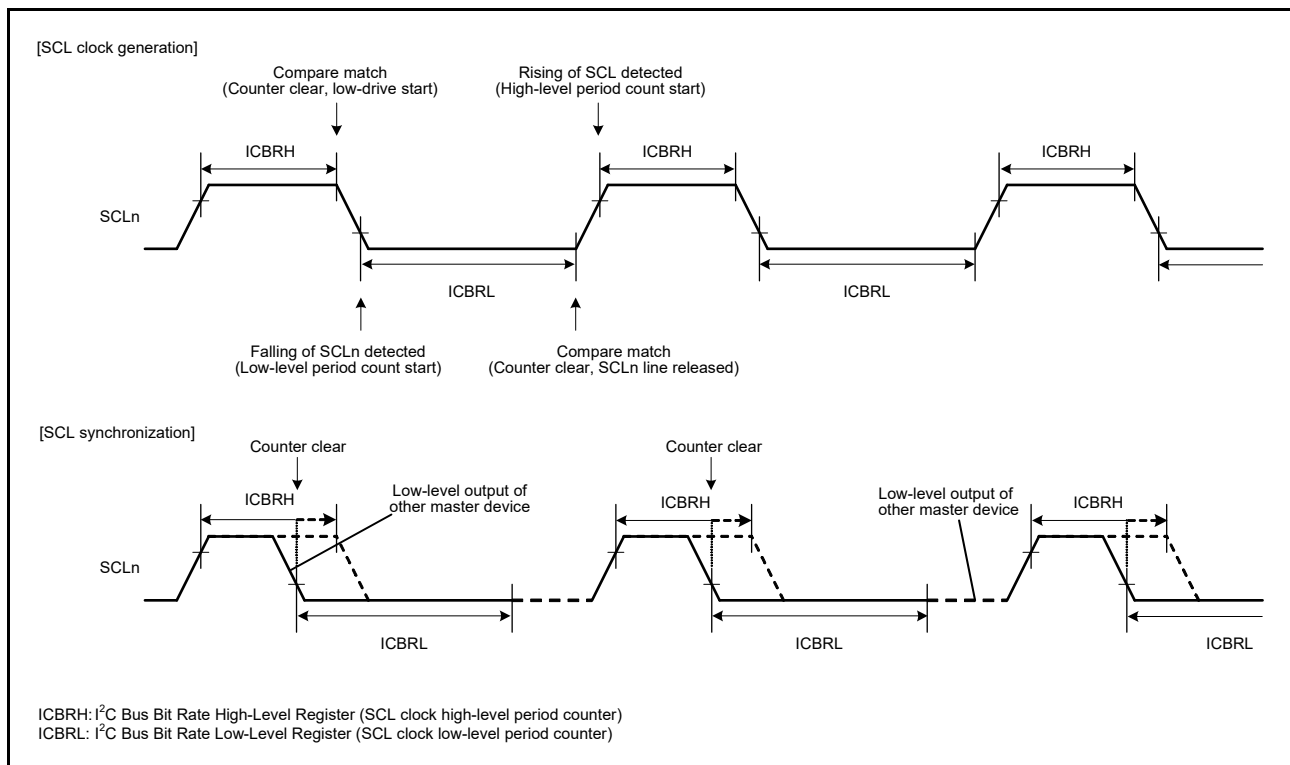 [SCL clock generation]
Compare match
(Counter clear, low-drive start)
Rising of SCL detected
(High-level period count start)
ICBRH
ICBRH
ICBRH
SCLn
ICBRL
ICBRL
Falling of SCLn detected
(Low-level period count start)
Compare match
(Counter clear, SCLn line released)
[SCL synchronization]
Counter clear
Counter clear
ICBRH
Low-level output of
other master device
ICBRH
Low-level output of
other master device
ICBRH
SCLn
ICBRL
ICBRL
ICBRL
ICBRH: I²C Bus Bit Rate High-Level Register (SCL clock high-level period counter)
ICBRL: I²C Bus Bit Rate Low-Level Register (SCL clock low-level period counter)